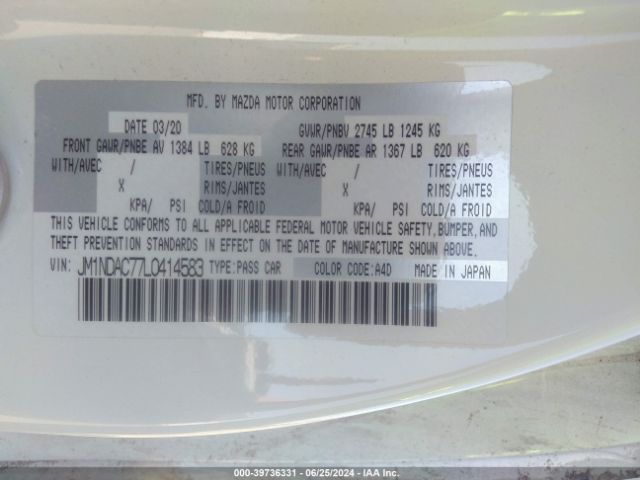 MFD. BY MAZDA MOTOR CORPORATION
DATE 03/20 GVWR/PNBV 2745 LB 1245 KG
FRONT GAWR/PNBE AV 1384 LB 628 KG REAR GAWR/PNBE AR 1367 LB 620 KG
WITH/AVEC / TIRES/PNEUS WITH/AVEC / TIRES/PNEUS
X RIMS/JANTES X RIMS/JANTES
KPA/ PSI COLD/A FROID KPA/ PSI COLD/A FROID
THIS VEHICLE CONFORMS TO ALL APPLICABLE FEDERAL MOTOR VEHICLE SAFETY, BUMPER, AND
THEFT PREVENTION STANDARDS IN EFFECT ON THE DATE OF MANUFACTURE SHOWN ABOVE.
VIN: JM1NDAC77L0414583 TYPE: PASS CAR COLOR CODE: A4D MADE IN JAPAN
000-39736331 - 06/25/2024 - IAA Inc.